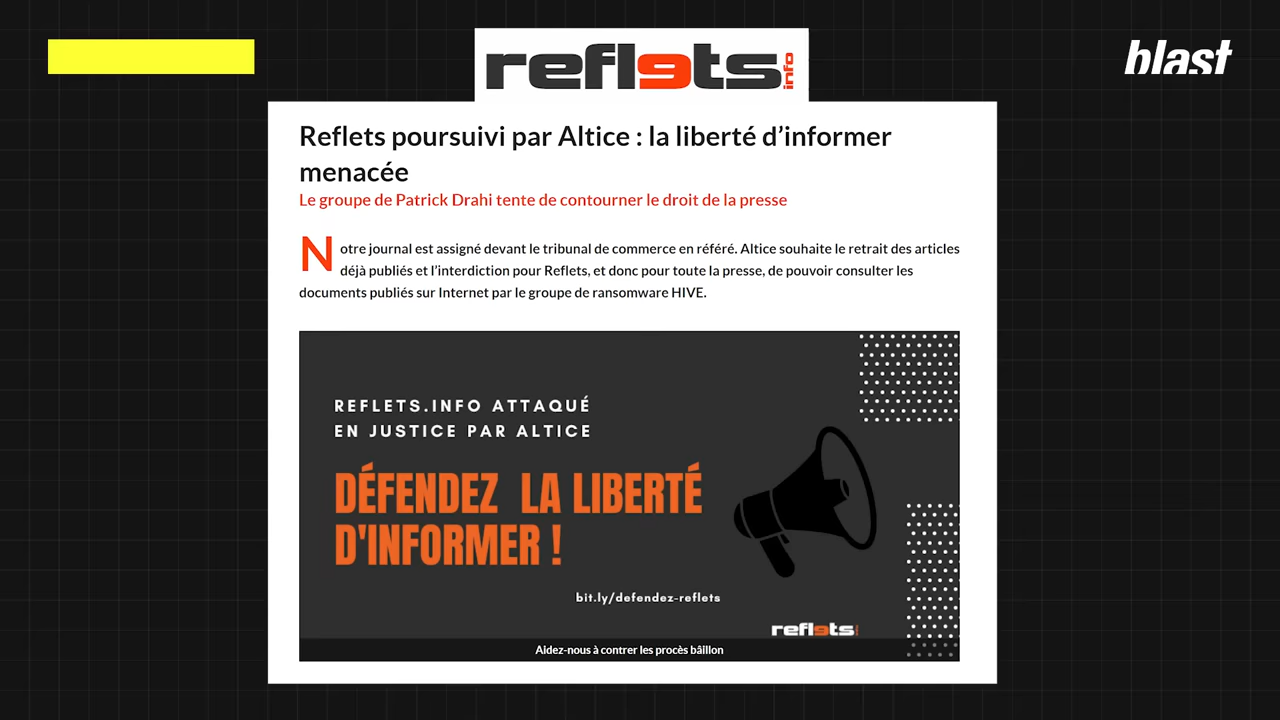 reflets
info
blast
Reflets poursuivi par Altice : la liberté d’informer
menacée
Le groupe de Patrick Drahi tente de contourner le droit de la presse
Notre journal est assigné devant le tribunal de commerce en référé. Altice souhaite le retrait des articles
déjà publiés et l’interdiction pour Reflets, et donc pour toute la presse, de pouvoir consulter les
documents publiés sur Internet par le groupe de ransomware HIVE.
REFLETS.INFO ATTAQUÉ
EN JUSTICE PAR ALTICE
DÉFENDEZ LA LIBERTÉ
D'INFORMER !
bit.ly/defendez-reflets
reflets
Aidez-nous à contrer les procès bâillon